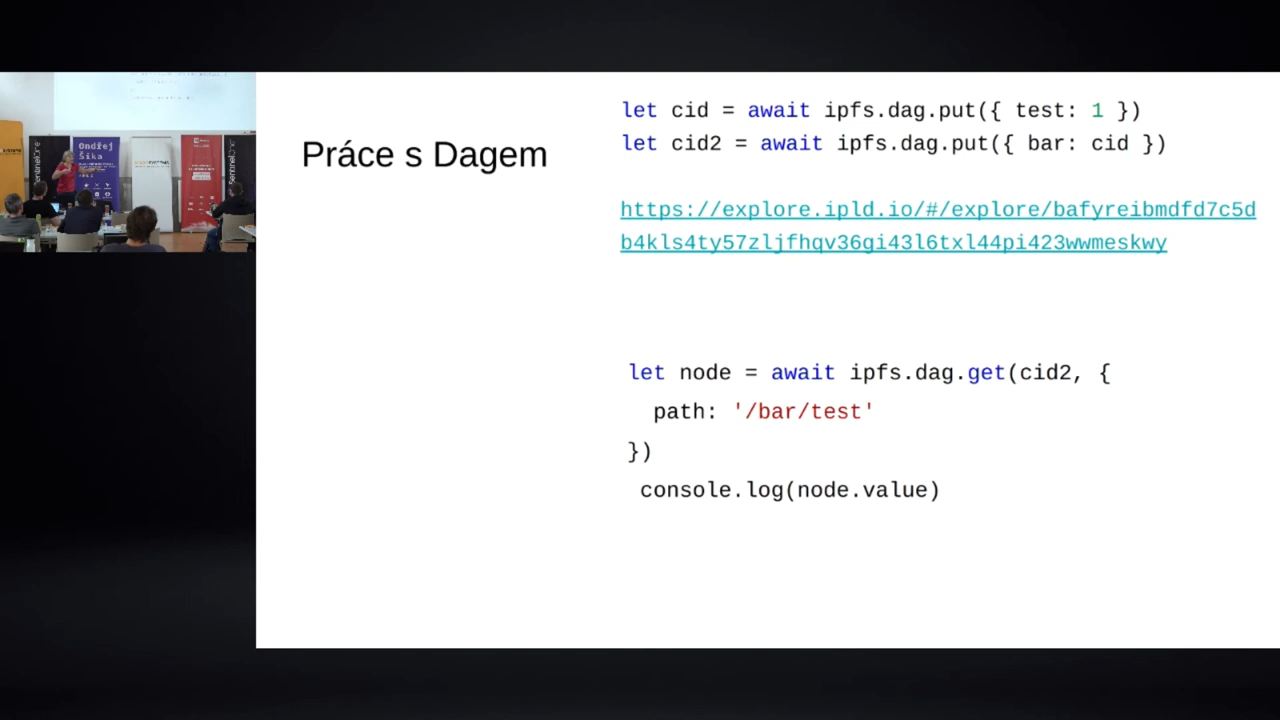 Práce s Dagem
let cid = await ipfs.dag.put({ test: 1 })
let cid2 = await ipfs.dag.put({ bar: cid })
https://explore.ipld.io/#/explore/bafyreibmdfd7c5d
b4kls4ty57zljfhqv36gi43l6txl44pi423wwmeskwy
let node = await ipfs.dag.get(cid2, {
path: '/bar/test'
})
console.log(node.value)
Ondřej
Šika